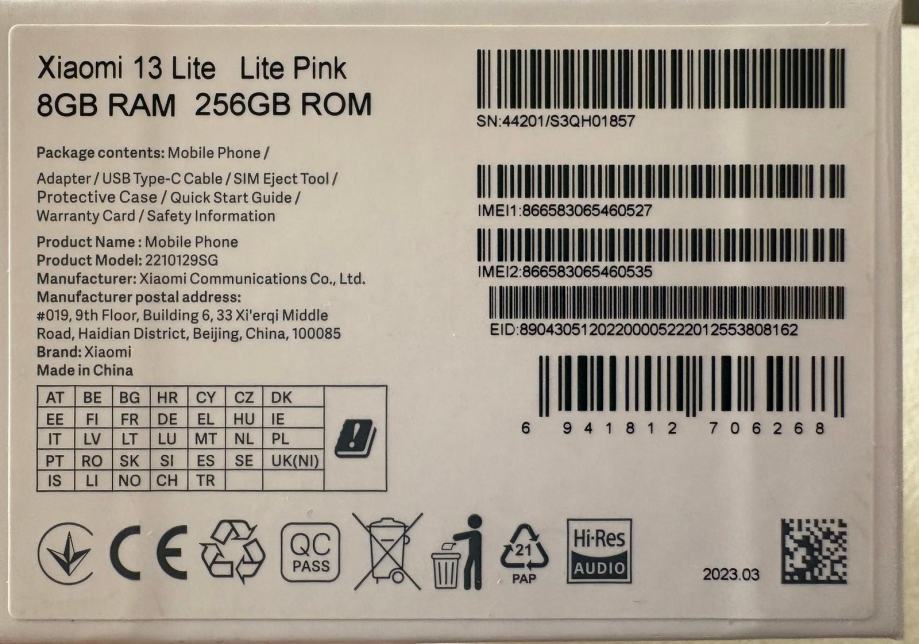 Xiaomi 13 Lite Lite Pink
8GB RAM 256GB ROM
Package contents: Mobile Phone /
Adapter / USB Type-C Cable / SIM Eject Tool /
Protective Case / Quick Start Guide /
Warranty Card / Safety Information
Product Name : Mobile Phone
Product Model: 2210129SG
Manufacturer: Xiaomi Communications Co., Ltd.
Manufacturer postal address:
#019, 9th Floor, Building 6, 33 Xi'erqi Middle
Road, Haidian District, Beijing, China, 100085
Brand: Xiaomi
Made in China
AT BE BG HR CY CZ DK
EE FI FR DE EL HU IE
IT LV LT LU MT NL PL
PT RO SK SI ES SE UK(NI)
IS LI NO CH TR
SN:44201/S3QH01857
IMEI1:866583065460527
IMEI2:866583065460535
EID:89043051202200005222012553808162
6 941812 706268
CE
QC
PASS
21
PAP
Hi-Res
AUDIO
2023.03